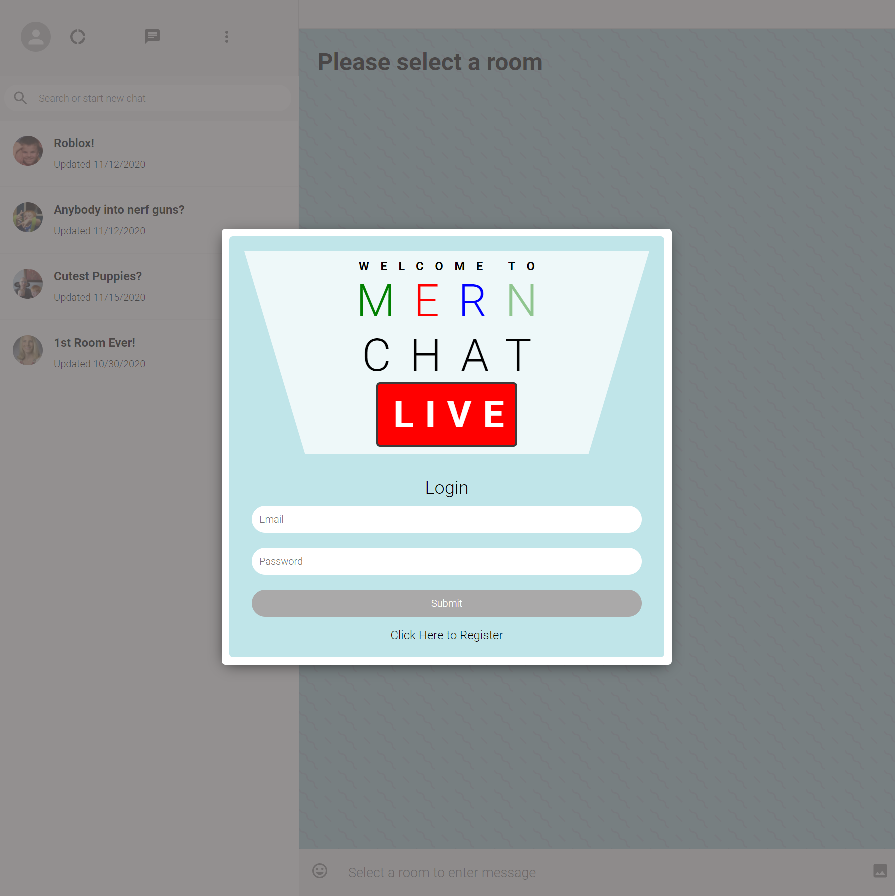 Please select a room
Search or start new chat
Roblox!
Updated 11/12/2020
Anybody into nerf guns?
Updated 11/12/2020
Cutest Puppies?
Updated 11/15/2020
1st Room Ever!
Updated 10/30/2020
WELCOME TO
MERN
CHAT
LIVE
Login
Email
Password
Submit
Click Here to Register
Select a room to enter message